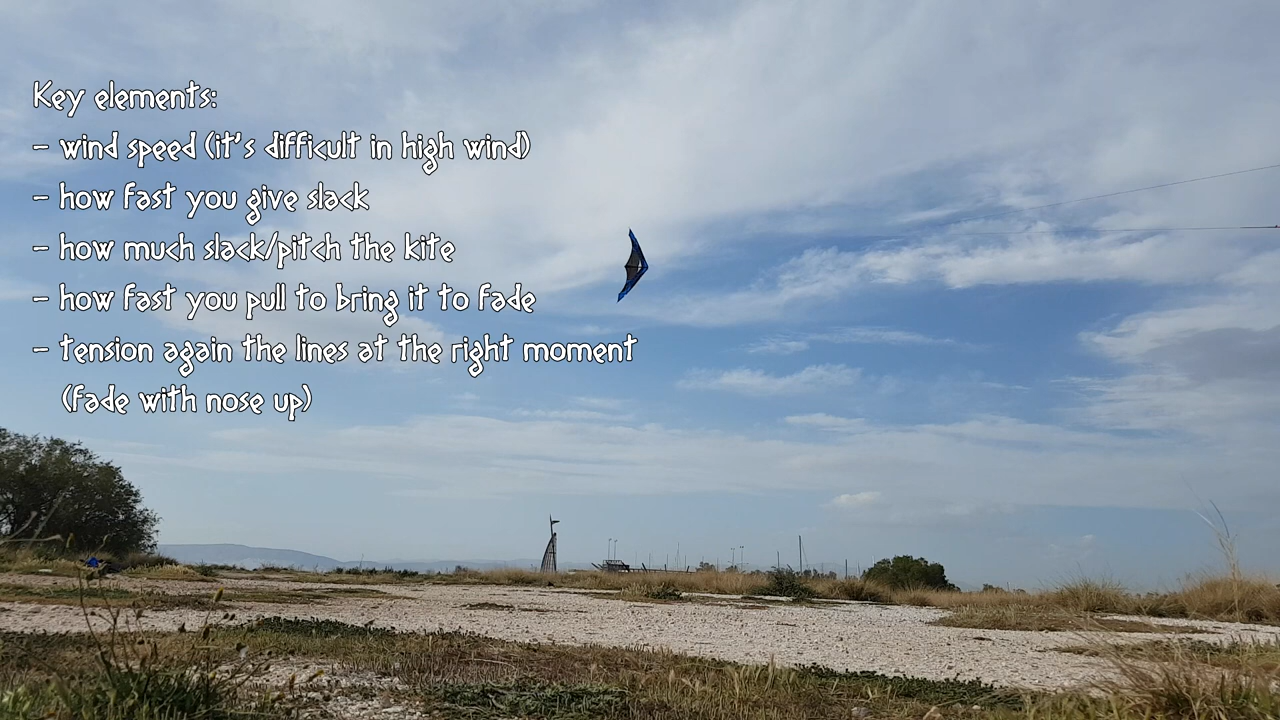 Key elements:
- wind speed (it's difficult in high wind)
- how fast you give slack
- how much slack/pitch the kite
- how fast you pull to bring it to fade
- tension again the lines at the right moment
(fade with nose up)